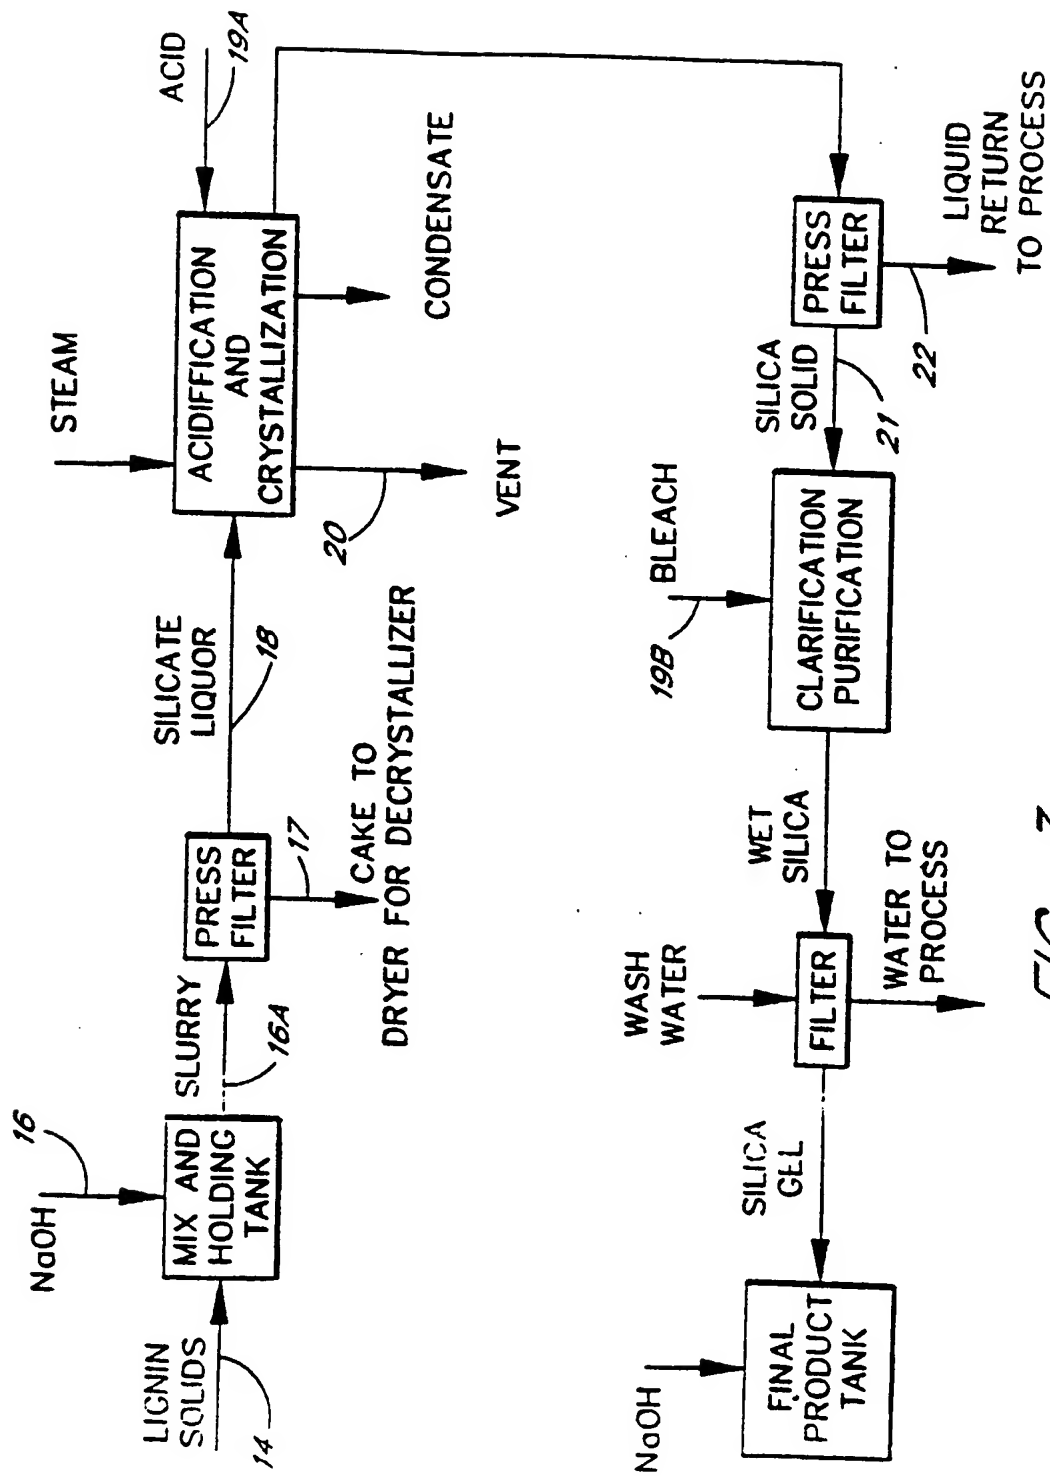 NaOH
16
LIGNIN
SOLIDS
14
MIX AND
HOLDING
TANK
SLURRY
16A
PRESS
FILTER
17
CAKE TO
DRYER FOR DECRYSTALLIZER
SILICATE
LIQUOR
18
STEAM
ACIDIFFICATION
AND
CRYSTALLIZATION
ACID
19A
20
VENT
CONDENSATE
PRESS
FILTER
22
LIQUID
RETURN
TO PROCESS
SILICA
SOLID
21
BLEACH
19B
CLARIFICATION
PURIFICATION
WET
SILICA
WASH
WATER
FILTER
WATER TO
PROCESS
SILICA
GEL
NaOH
FINAL
PRODUCT
TANK